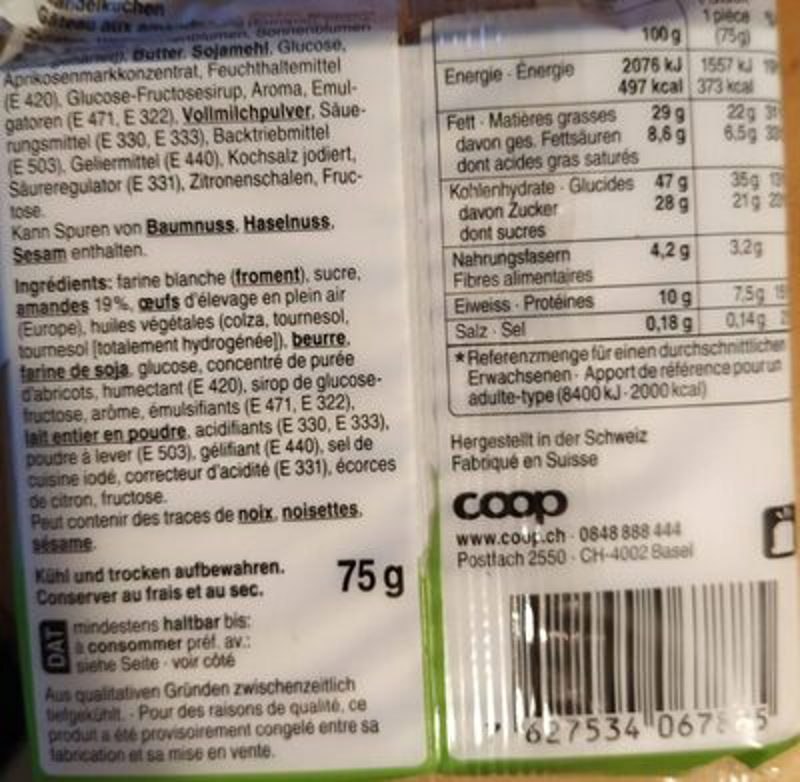 Butter, Sojamehl, Glucose,
Aprikosenmarkkonzentrat, Feuchthaltemittel
(E 420), Glucose-Fructosesirup, Aroma, Emul-
gatoren (E 471, E 322), Vollmilchpulver, Säue-
rungsmittel (E 330, E 333), Backtriebmittel
(E 503), Geliermittel (E 440), Kochsalz jodiert,
Säureregulator (E 331), Zitronenschalen, Fruc-
tose.
Kann Spuren von Baumnuss, Haselnuss,
Sesam enthalten.
Ingrédients: farine blanche (froment), sucre,
amandes 19%, œufs d'élevage en plein air
(Europe), huiles végétales (colza, tournesol,
tournesol [totalement hydrogénée]), beurre,
farine de soja, glucose, concentré de purée
d'abricots, humectant (E 420), sirop de glucose-
fructose, arôme, émulsifiants (E 471, E 322),
lait entier en poudre, acidifiants (E 330, E 333),
poudre à lever (E 503), gélifiant (E 440), sel de
cuisine iodé, correcteur d'acidité (E 331), écorces
de citron, fructose.
Peut contenir des traces de noix, noisettes,
sésame.
Kühl und trocken aufbewahren.
Conserver au frais et au sec.
75 g
DAT
mindestens haltbar bis:
à consommer préf. av.:
siehe Seite · voir côté
Aus qualitativen Gründen zwischenzeitlich
tiefgekühlt. · Pour des raisons de qualité, ce
produit a été provisoirement congelé entre sa
fabrication et sa mise en vente.
1 pièce
100 g (75g)
Energie · Énergie 2076 kJ 1557 kJ
497 kcal 373 kcal
Fett · Matières grasses 29 g 22g
davon ges. Fettsäuren 8,6 g 6,5g
dont acides gras saturés
Kohlenhydrate · Glucides 47 g 35g
davon Zucker 28 g 21g
dont sucres
Nahrungsfasern 4,2 g 3,2g
Fibres alimentaires
Eiweiss · Protéines 10 g 7,5g
Salz · Sel 0,18 g 0,14g
* Referenzmenge für einen durchschnittlichen
Erwachsenen · Apport de référence pour un
adulte-type (8400 kJ - 2000 kcal)
Hergestellt in der Schweiz
Fabriqué en Suisse
coop
www.coop.ch · 0848 888 444
Postfach 2550 · CH-4002 Basel